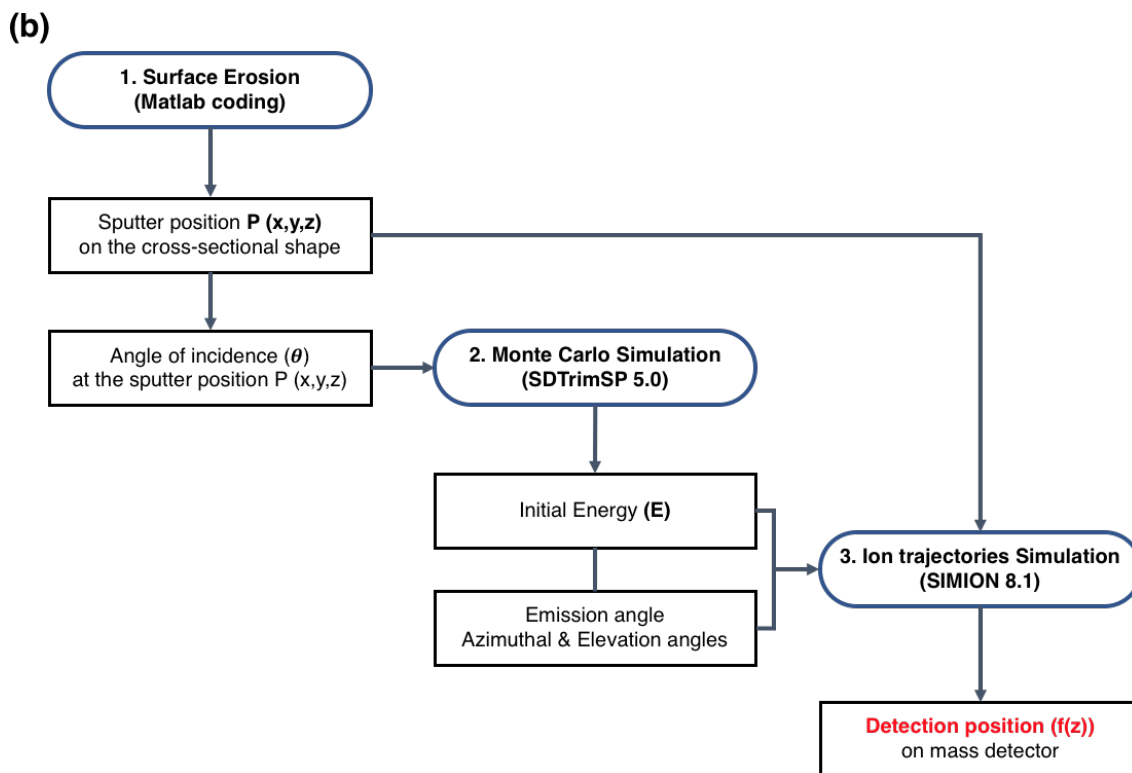 (b)
1. Surface Erosion
(Matlab coding)
Sputter position P (x,y,z)
on the cross-sectional shape
Angle of incidence (θ)
at the sputter position P (x,y,z)
2. Monte Carlo Simulation
(SDTrimSP 5.0)
Initial Energy (E)
Emission angle
Azimuthal & Elevation angles
3. Ion trajectories Simulation
(SIMION 8.1)
Detection position (f(z))
on mass detector